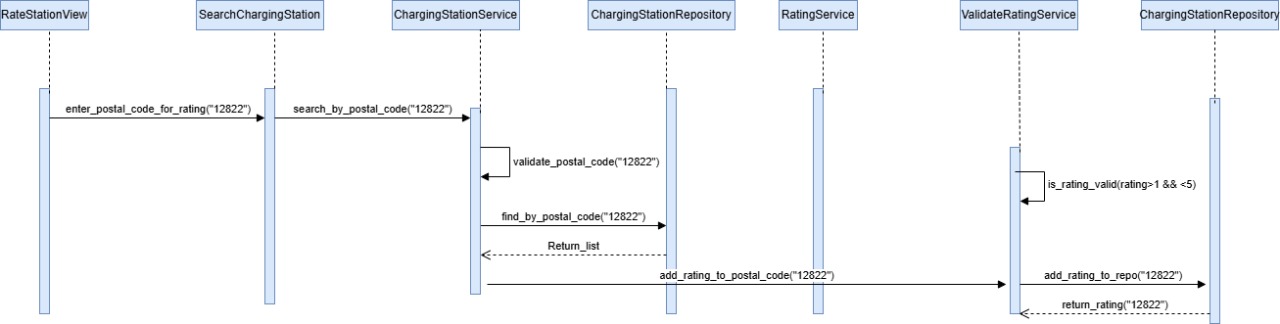 RateStationView
SearchChargingStation
ChargingStationService
ChargingStationRepository
RatingService
ValidateRatingService
ChargingStationRepository
enter_postal_code_for_rating("12822")
search_by_postal_code("12822")
validate_postal_code("12822")
is_rating_valid(rating>1 && <5)
find_by_postal_code("12822")
Return_list
add_rating_to_postal_code("12822")
add_rating_to_repo("12822")
return_rating("12822")